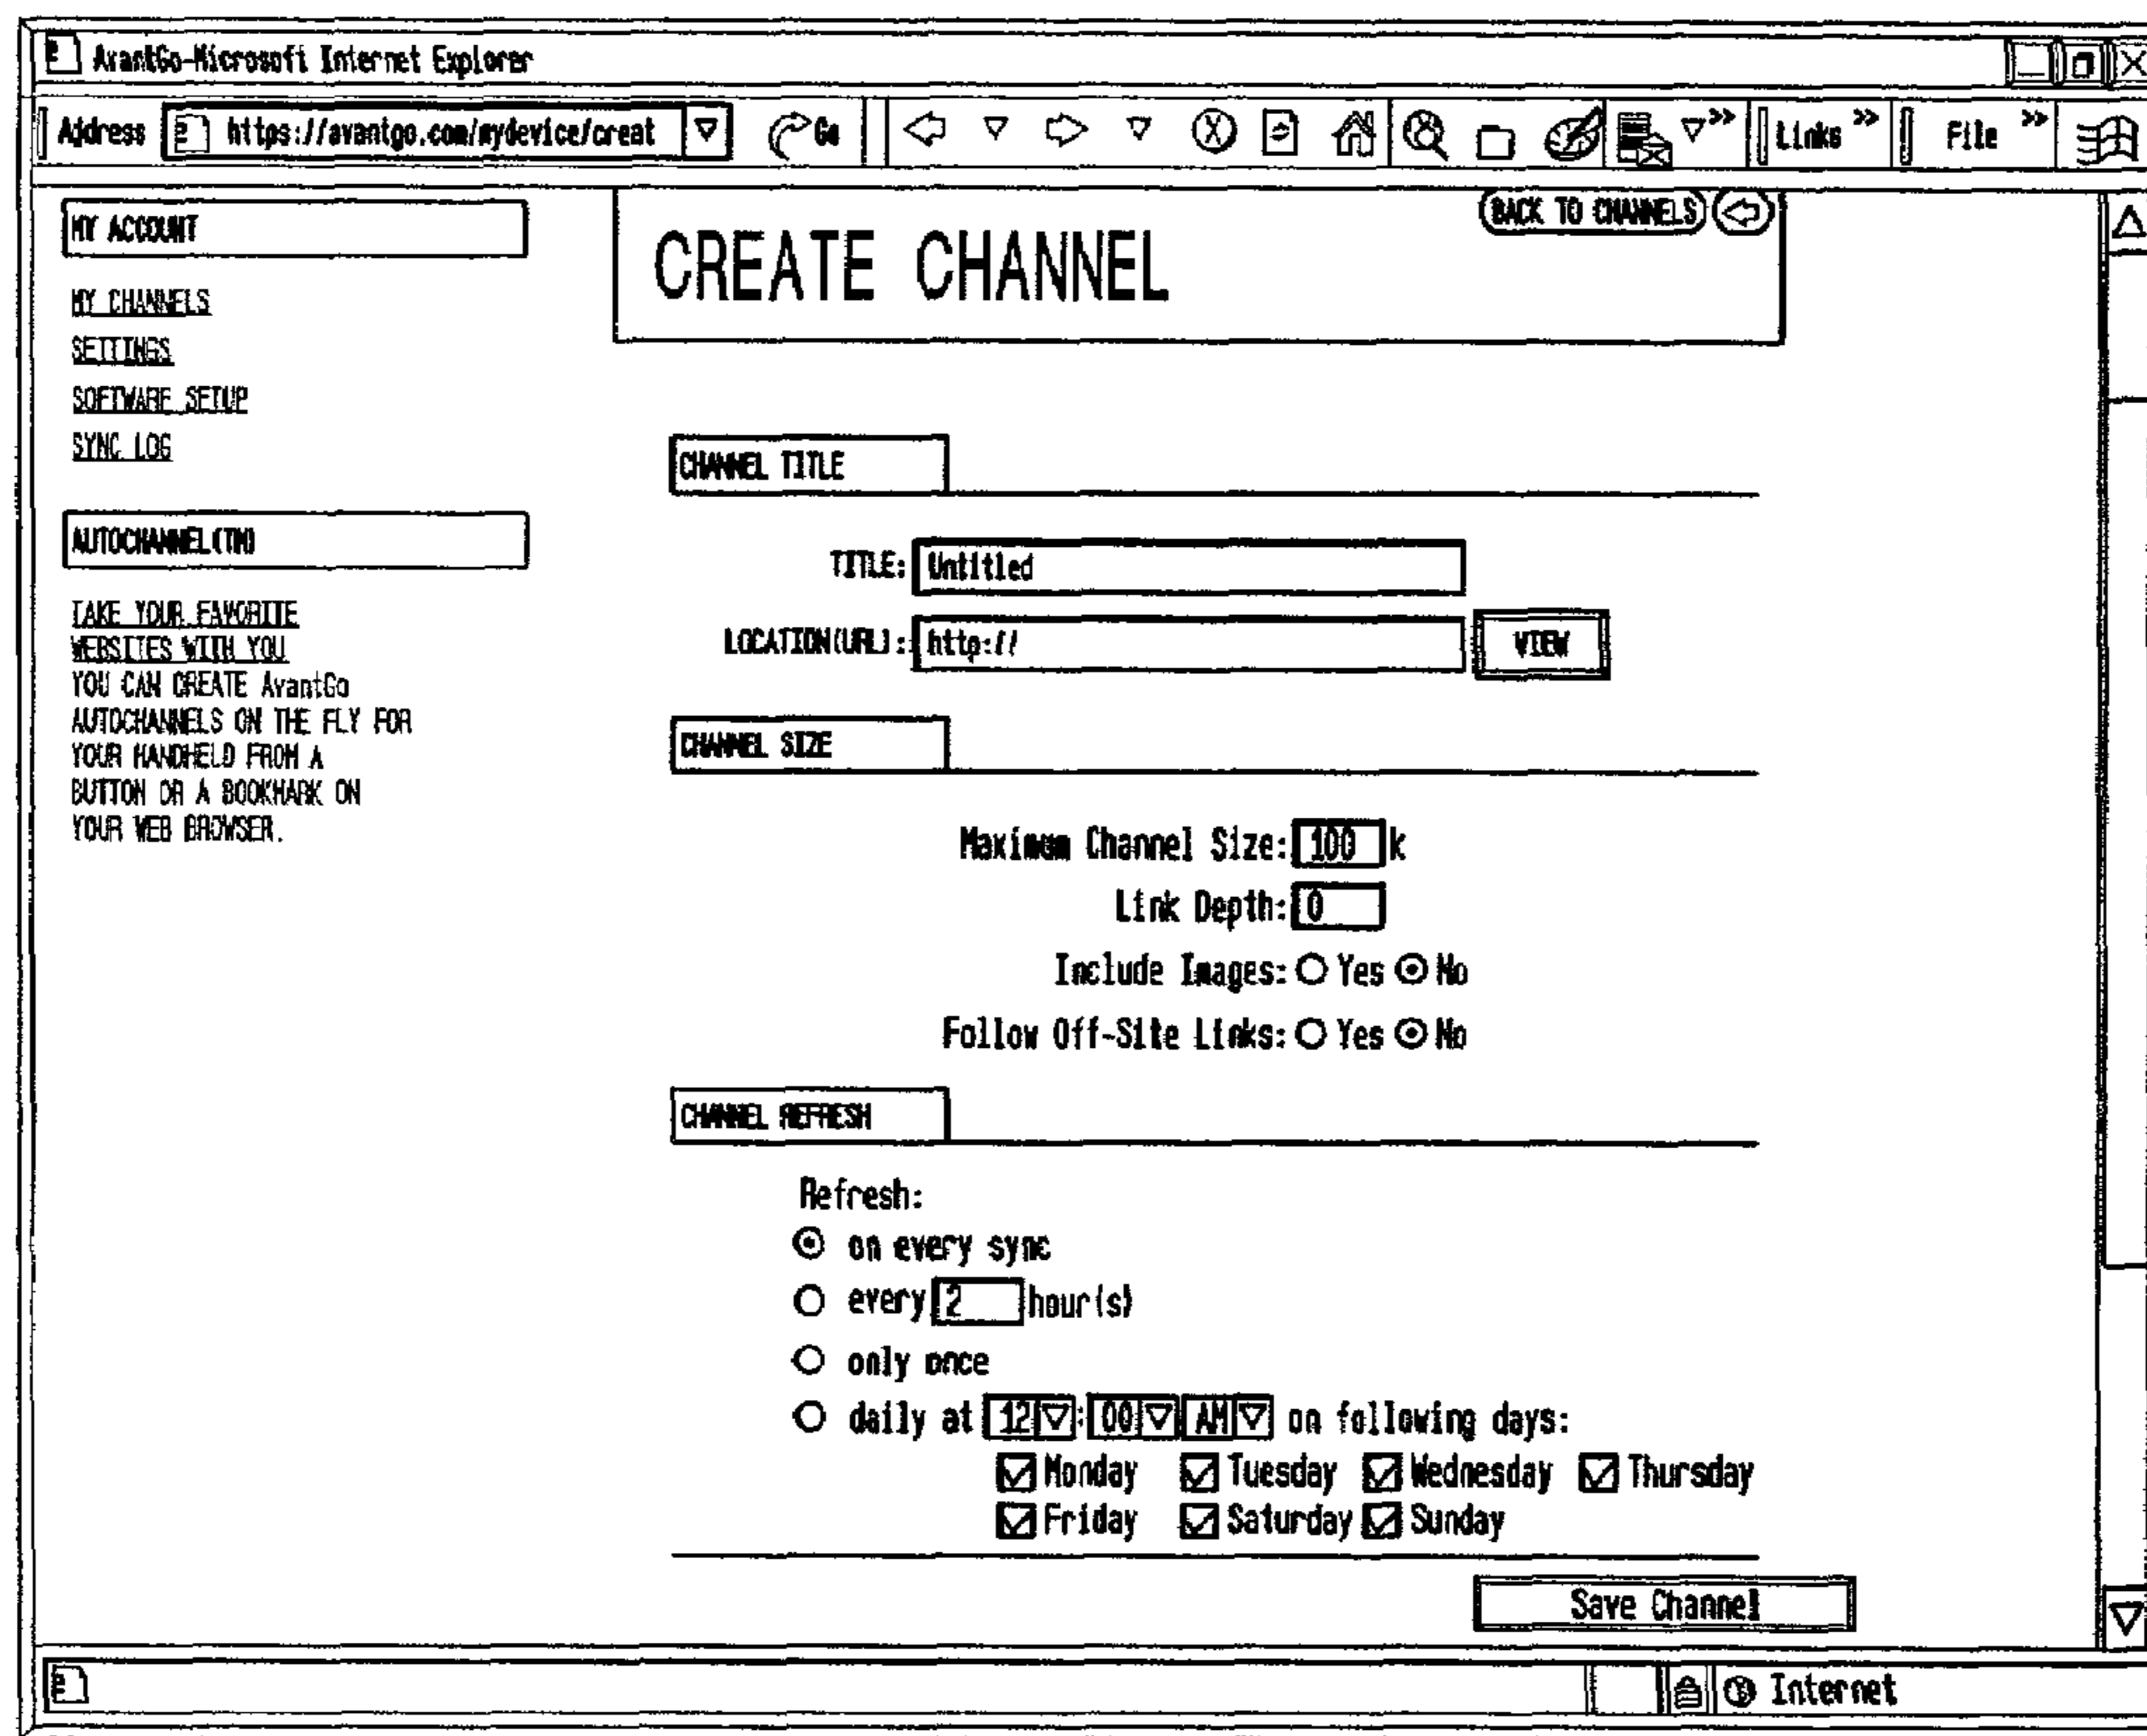 AvantGo-Microsoft Internet Explorer
Address https://avantgo.com/mydevice/creat Go Links >> File >>
MY ACCOUNT
MY CHANNELS
SETTINGS
SOFTWARE SETUP
SYNC LOG
AUTOCHANNEL(TM)
TAKE YOUR FAVORITE
WEBSITES WITH YOU
YOU CAN CREATE AvantGo
AUTOCHANNELS ON THE FLY FOR
YOUR HANDHELD FROM A
BUTTON OR A BOOKMARK ON
YOUR WEB BROWSER.
BACK TO CHANNELS
CREATE CHANNEL
CHANNEL TITLE
TITLE: Untitled
LOCATION(URL): http:// VIEW
CHANNEL SIZE
Maximum Channel Size: 100 k
Link Depth: 0
Include Images: Yes No
Follow Off-Site Links: Yes No
CHANNEL REFRESH
Refresh:
on every sync
every 2 hour(s)
only once
daily at 12 : 00 AM on following days:
Monday Tuesday Wednesday Thursday
Friday Saturday Sunday
Save Channel
Internet